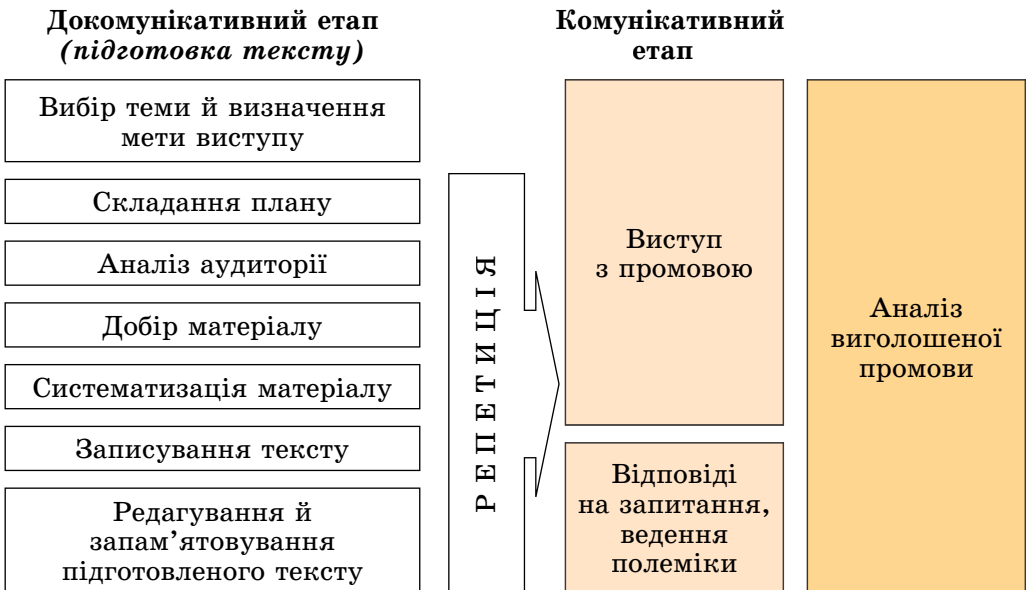 Докомунікативний етап
(підготовка тексту)
Вибір теми й визначення
мети виступу
Складання плану
Аналіз аудиторії
Добір матеріалу
Систематизація матеріалу
Записування тексту
Редагування й
запам’ятовування
підготовленого тексту
РЕПЕТИЦІЯ
Комунікативний
етап
Виступ
з промовою
Відповіді
на запитання,
ведення
полеміки
Аналіз
виголошеної
промови